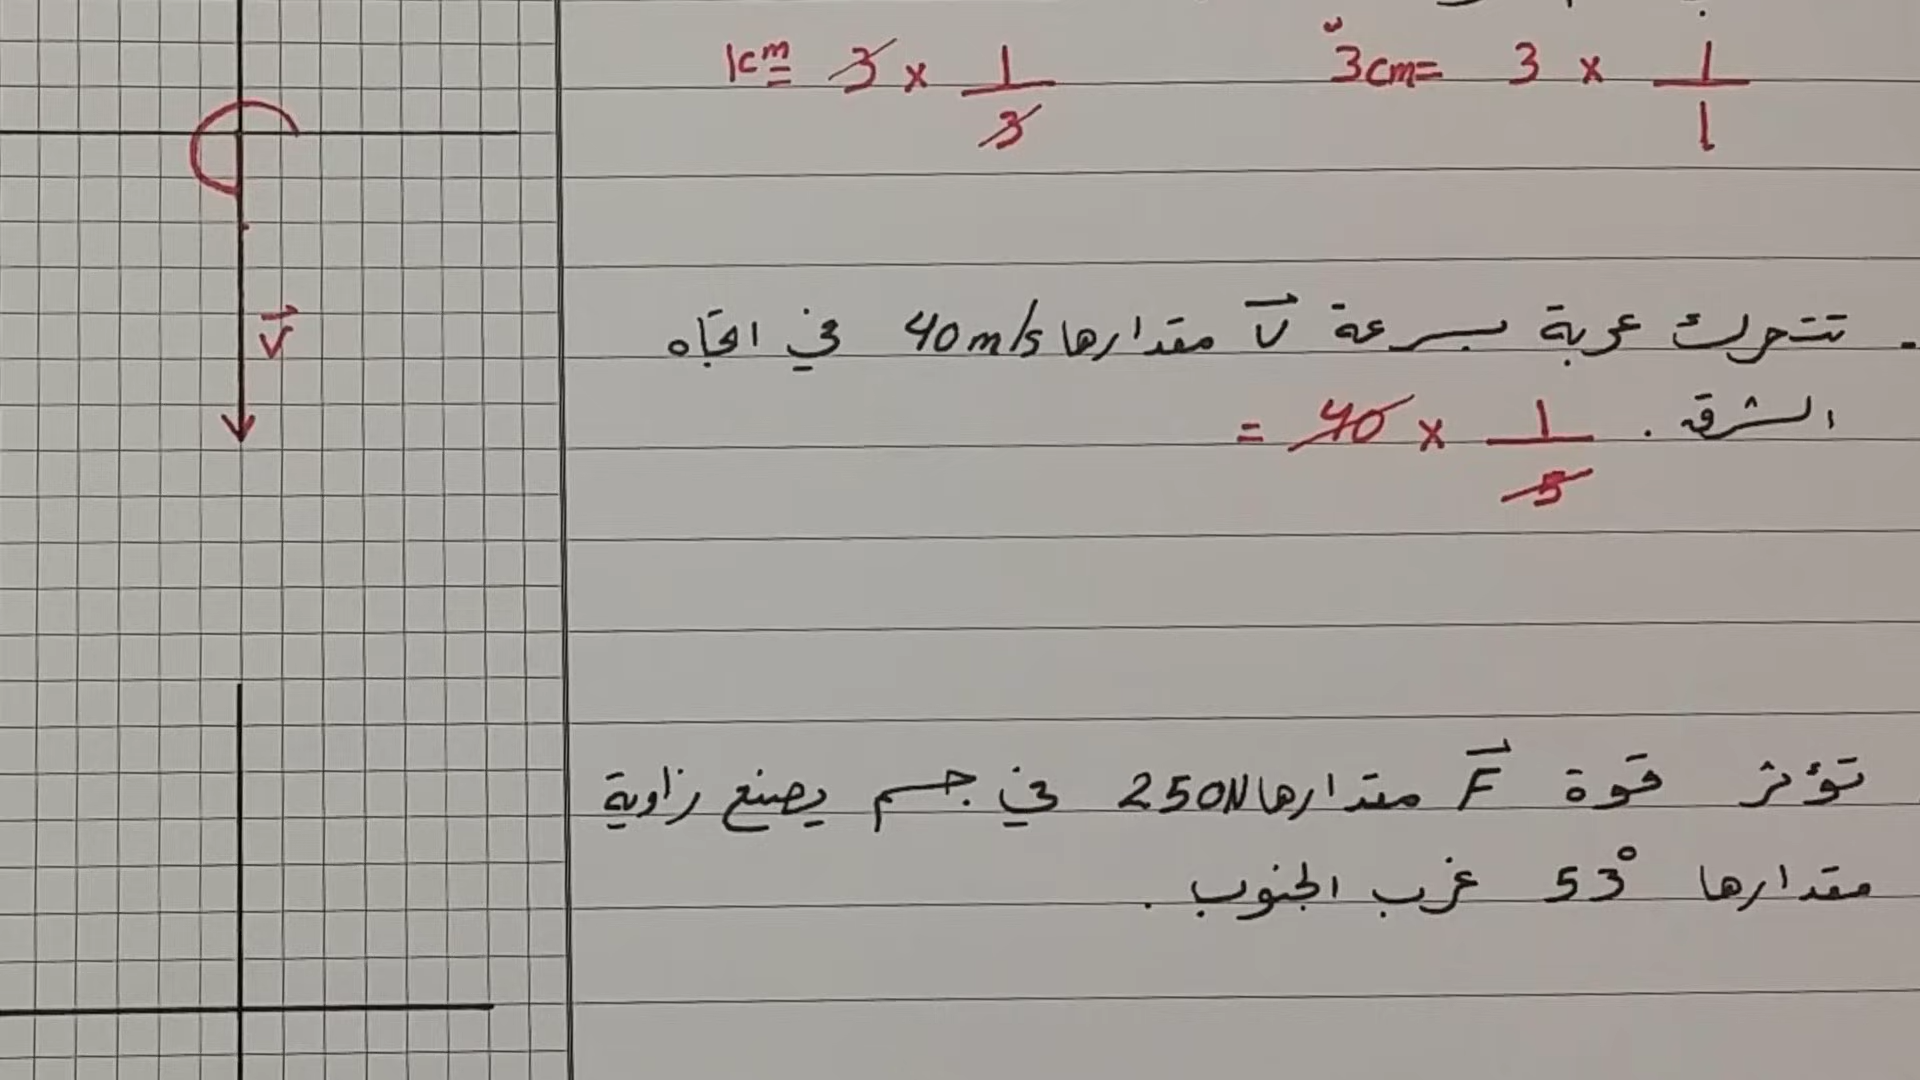 3cm = 3 × 1/1
1cm = 3 × 1/3
v
. تتحرك عربة بسرعة v مقدارها 40m/s في اتجاه
الشرق .
= 40 × 1/5
تؤثر قوة F مقدارها 250N في جسم يصنع زاوية
مقدارها 53° غرب الجنوب .